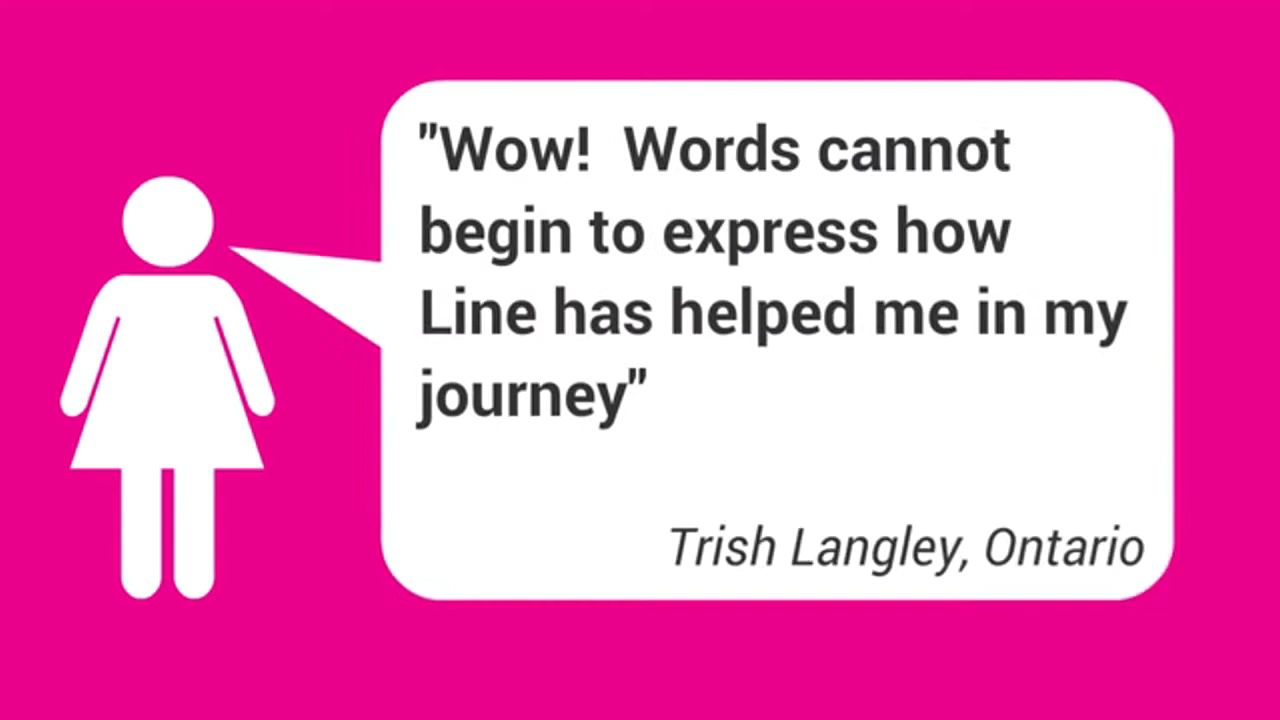 "Wow!  Words cannot
begin to express how
Line has helped me in my
journey"
Trish Langley, Ontario